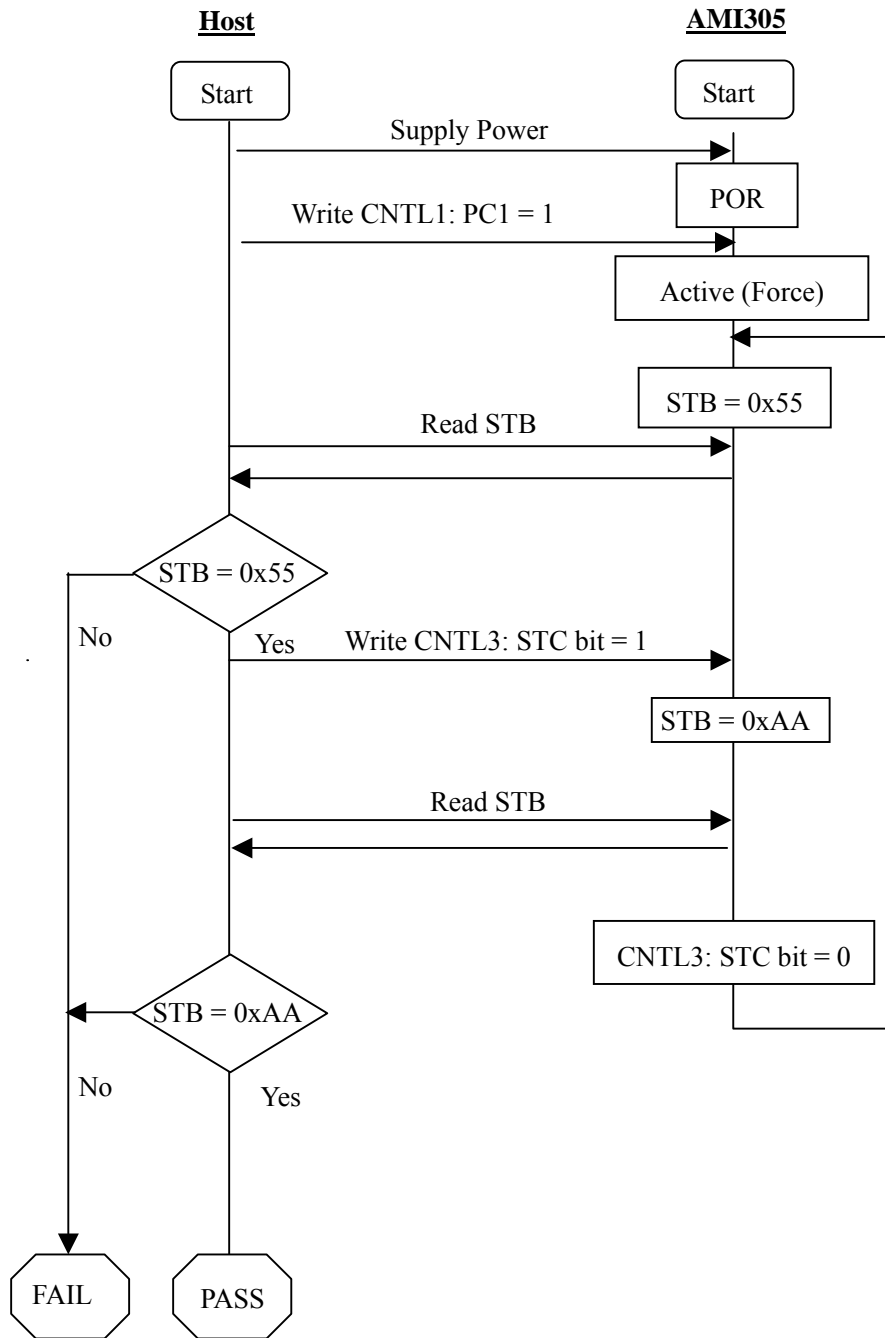 Host
AMI305
Start
Start
Supply Power
POR
Write CNTL1: PC1 = 1
Active (Force)
STB = 0x55
Read STB
STB = 0x55
No
Yes
Write CNTL3: STC bit = 1
STB = 0xAA
Read STB
CNTL3: STC bit = 0
STB = 0xAA
No
Yes
FAIL
PASS